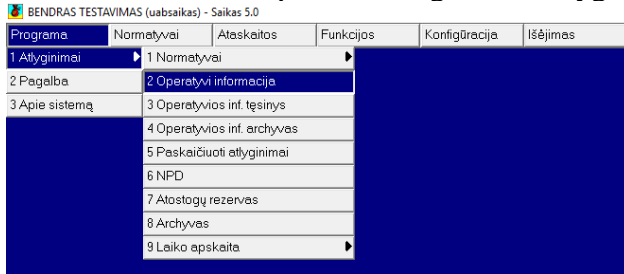 BENDRAS TESTAVIMAS (uabsaikas) - Saikas 5.0
Programa Normatyvai Ataskaitos Funkcijos Konfigūracija Išėjimas
1 Atlyginimai 1 Normatyvai
2 Pagalba 2 Operatyvi informacija
3 Apie sistemą 3 Operatyvios inf. tęsinys
4 Operatyvios inf. archyvas
5 Paskaičiuoti atlyginimai
6 NPD
7 Atostogų rezervas
8 Archyvas
9 Laiko apskaita